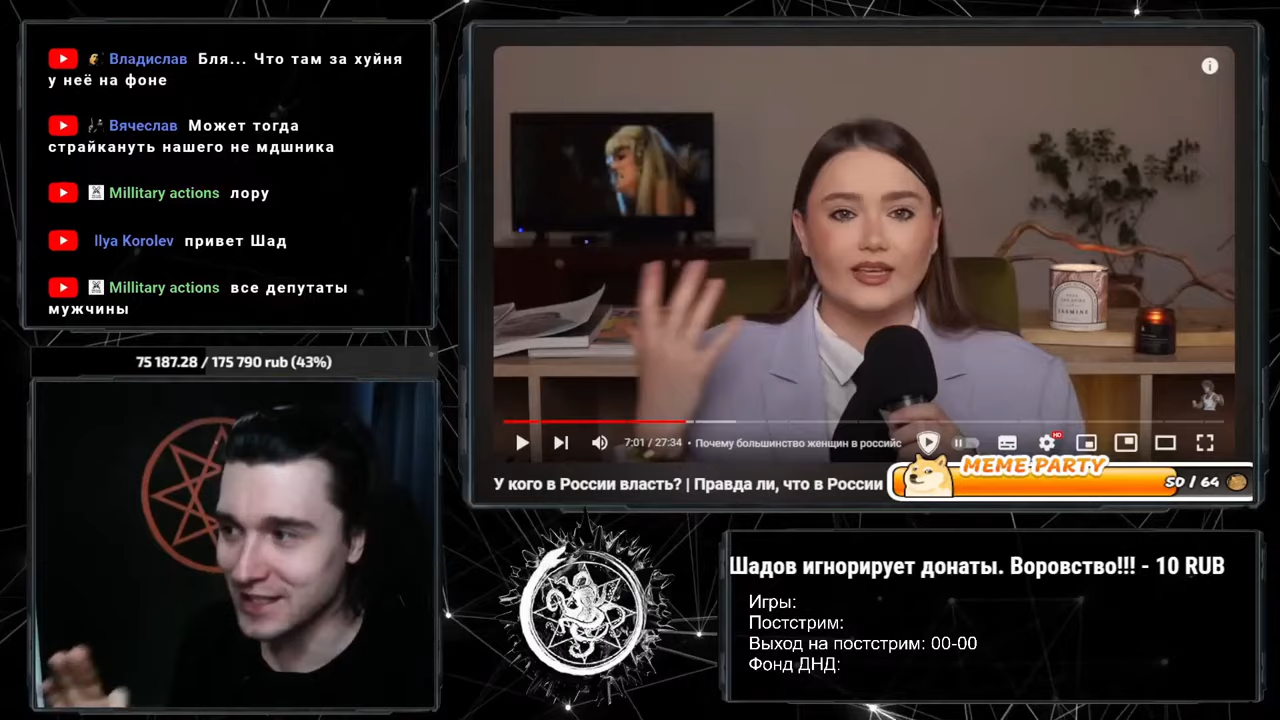 Владислав Бля... Что там за хуйня
у неё на фоне
Вячеслав Может тогда
страйкануть нашего не мдшника
Millitary actions лору
Ilya Korolev привет Шад
Millitary actions все депутаты
мужчины
75 187.28 / 175 790 rub (43%)
JASMINE
7:01 / 27:34 • Почему большинство женщин в российс
HD
MEME PARTY
50 / 64
У кого в России власть? | Правда ли, что в России
Шадов игнорирует донаты. Воровство!!! - 10 RUB
Игры:
Постстрим:
Выход на постстрим: 00-00
Фонд ДНД: